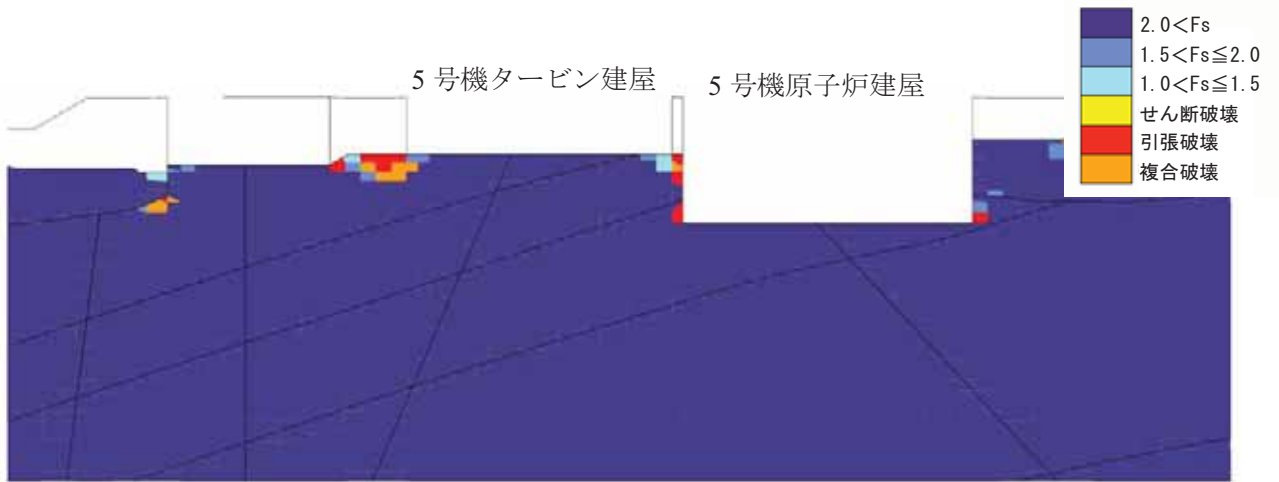 5 号機タービン建屋
5 号機原子炉建屋
2.0<Fs
1.5<Fs≦2.0
1.0<Fs≦1.5
せん断破壊
引張破壊
複合破壊